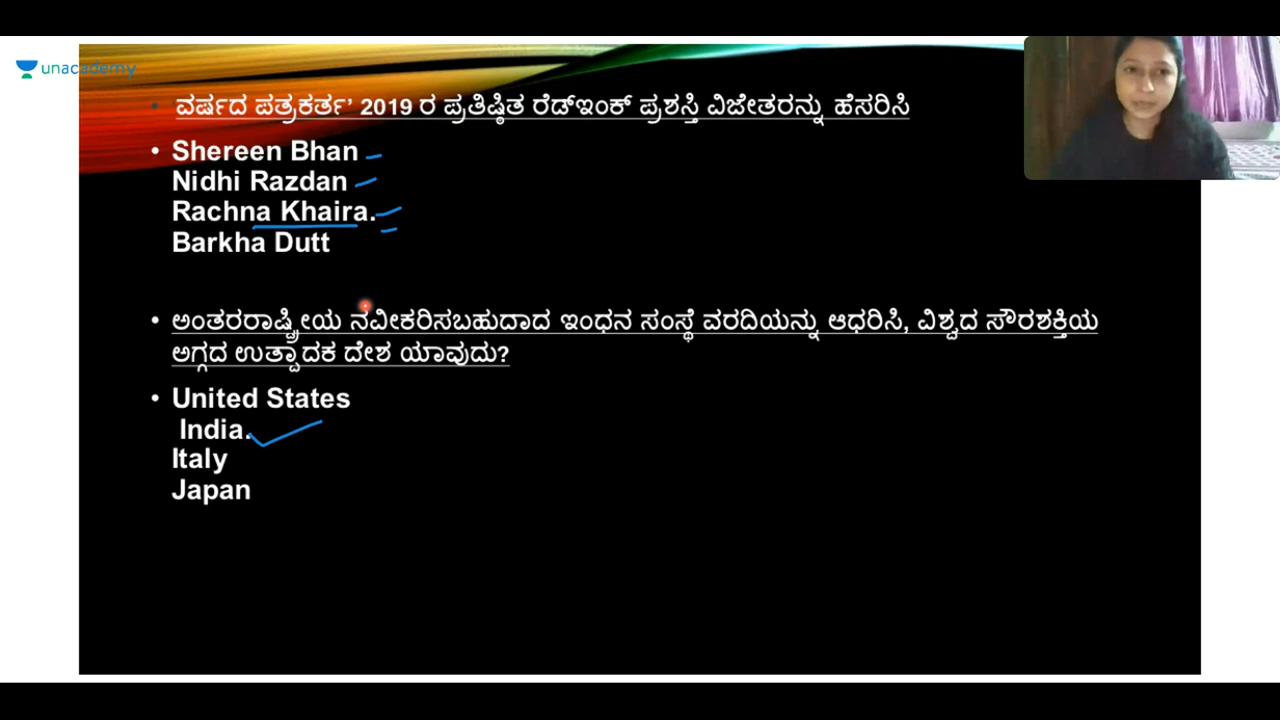 unacademy
ವರ್ಷದ ಪತ್ರಕರ್ತ’ 2019 ರ ಪ್ರತಿಷ್ಠಿತ ರೆಡ್ಇಂಕ್ ಪ್ರಶಸ್ತಿ ವಿಜೇತರನ್ನು ಹೆಸರಿಸಿ
Shereen Bhan
Nidhi Razdan
Rachna Khaira.
Barkha Dutt
ಅಂತರರಾಷ್ಟ್ರೀಯ ನವೀಕರಿಸಬಹುದಾದ ಇಂಧನ ಸಂಸ್ಥೆ ವರದಿಯನ್ನು ಆಧರಿಸಿ, ವಿಶ್ವದ ಸೌರಶಕ್ತಿಯ
ಅಗ್ಗದ ಉತ್ಪಾದಕ ದೇಶ ಯಾವುದು?
United States
India.
Italy
Japan